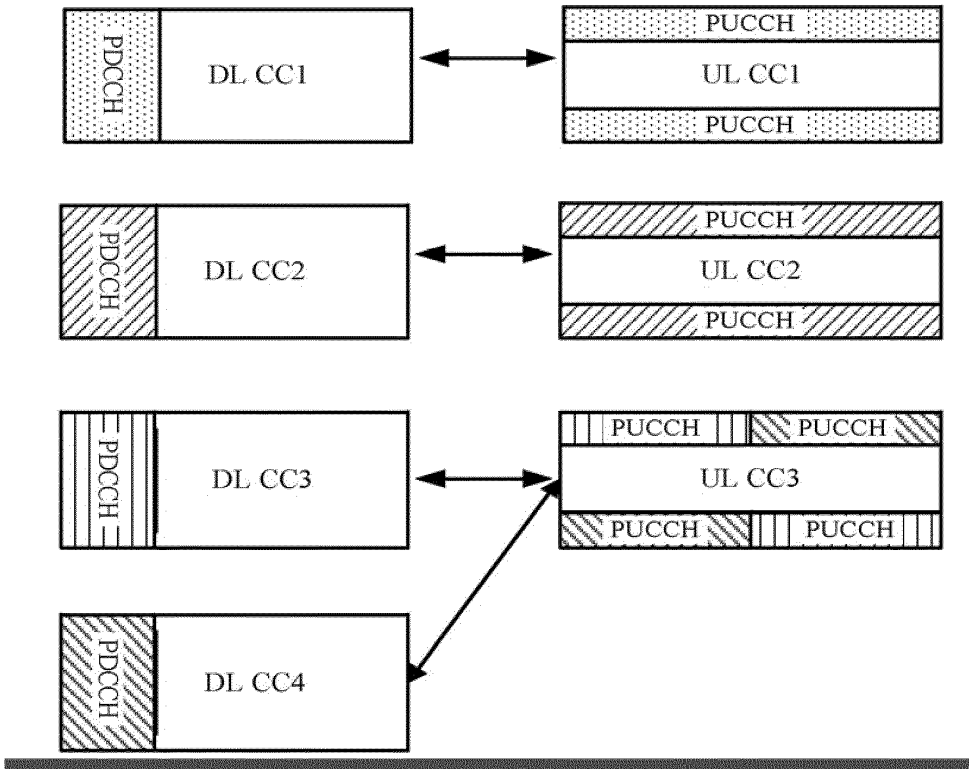 PDCCH
DL CC1
PUCCH
UL CC1
PUCCH
PDCCH
DL CC2
PUCCH
UL CC2
PUCCH
PDCCH
DL CC3
PUCCH PUCCH
UL CC3
PUCCH PUCCH
PDCCH
DL CC4